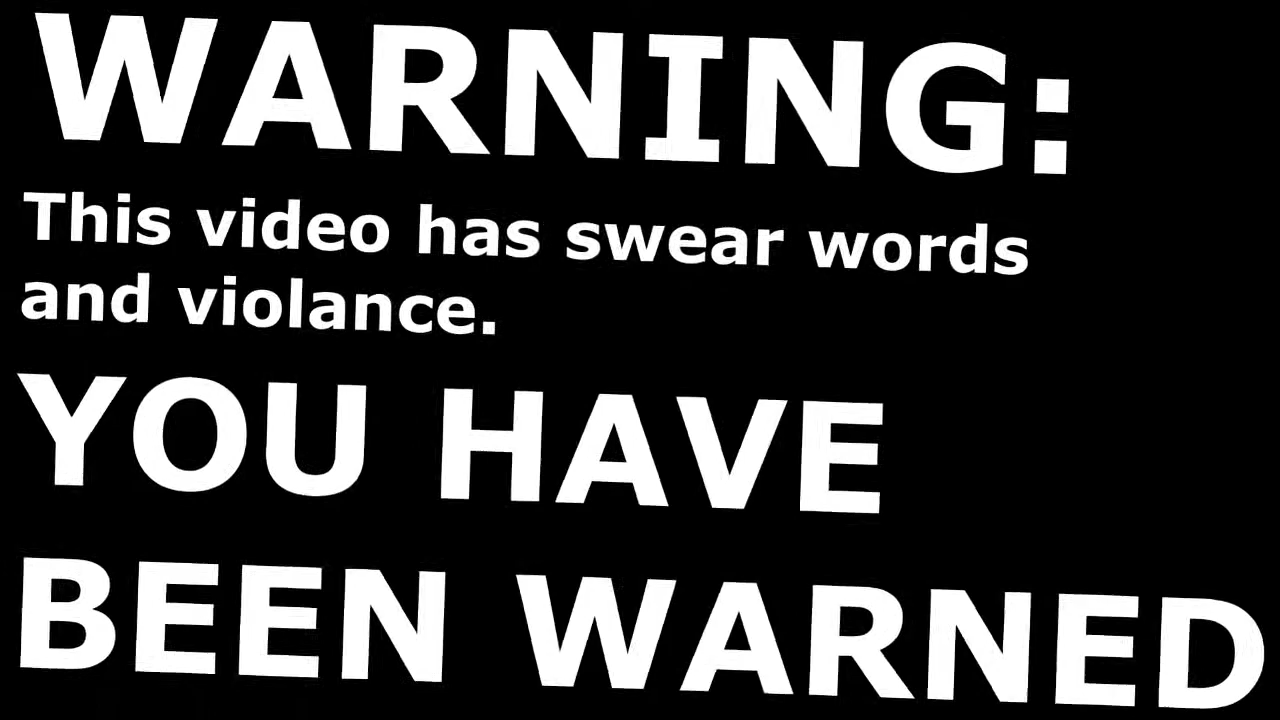 WARNING:
This video has swear words
and violance.
YOU HAVE
BEEN WARNED